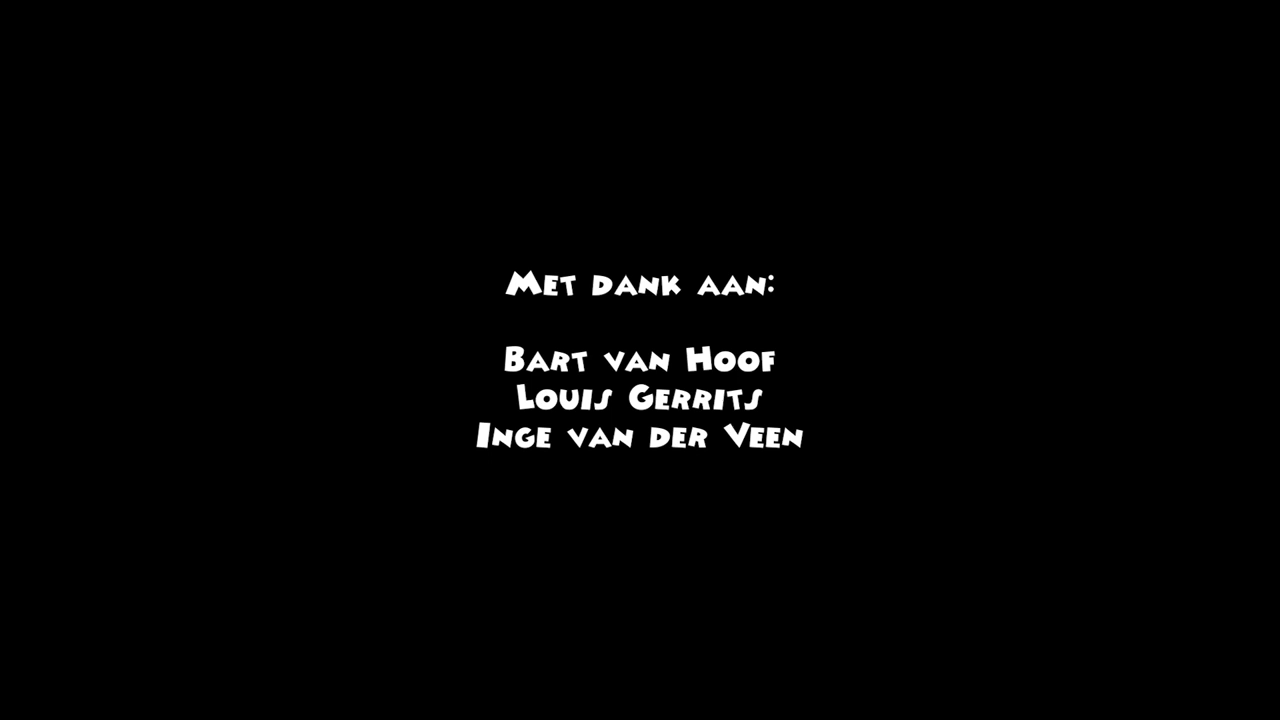 Met dank aan:
Bart van Hoof
Louis Gerrits
Inge van der Veen